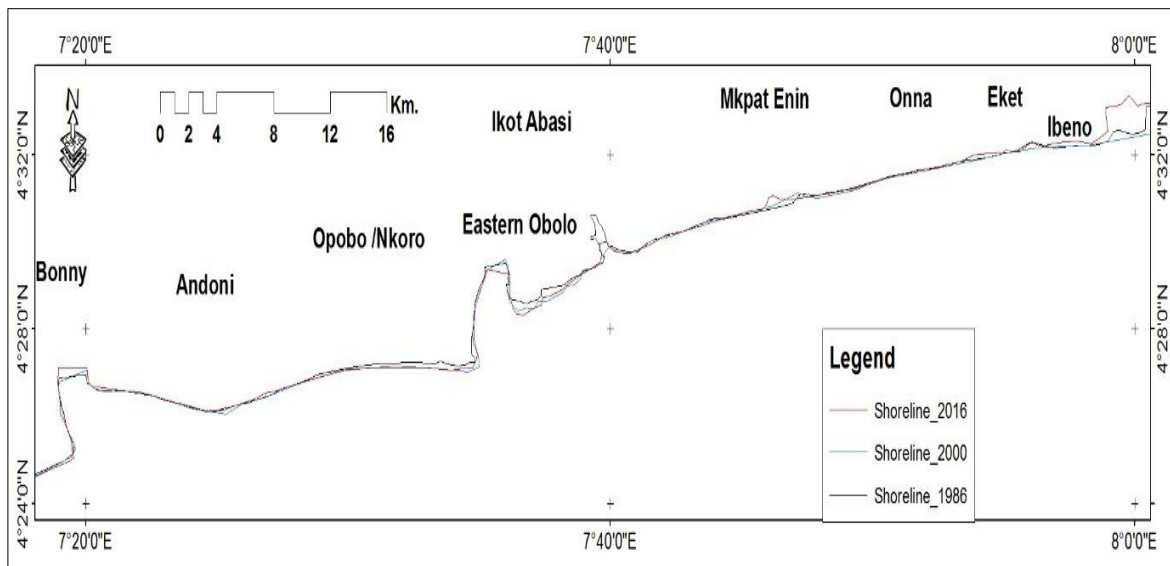 7°20'0"E 7°40'0"E 8°0'0"E
N
Km.
0 2 4 8 12 16
Mkpat Enin Onna Eket
Ikot Abasi
Ibeno
4°32'0"N 4°32'0"N
Eastern Obolo
Opobo /Nkoro
Bonny
Andoni
4°28'0"N 4°28'0"N
Legend
Shoreline_2016
Shoreline_2000
Shoreline_1986
4°24'0"N 4°24'0"N
7°20'0"E 7°40'0"E 8°0'0"E